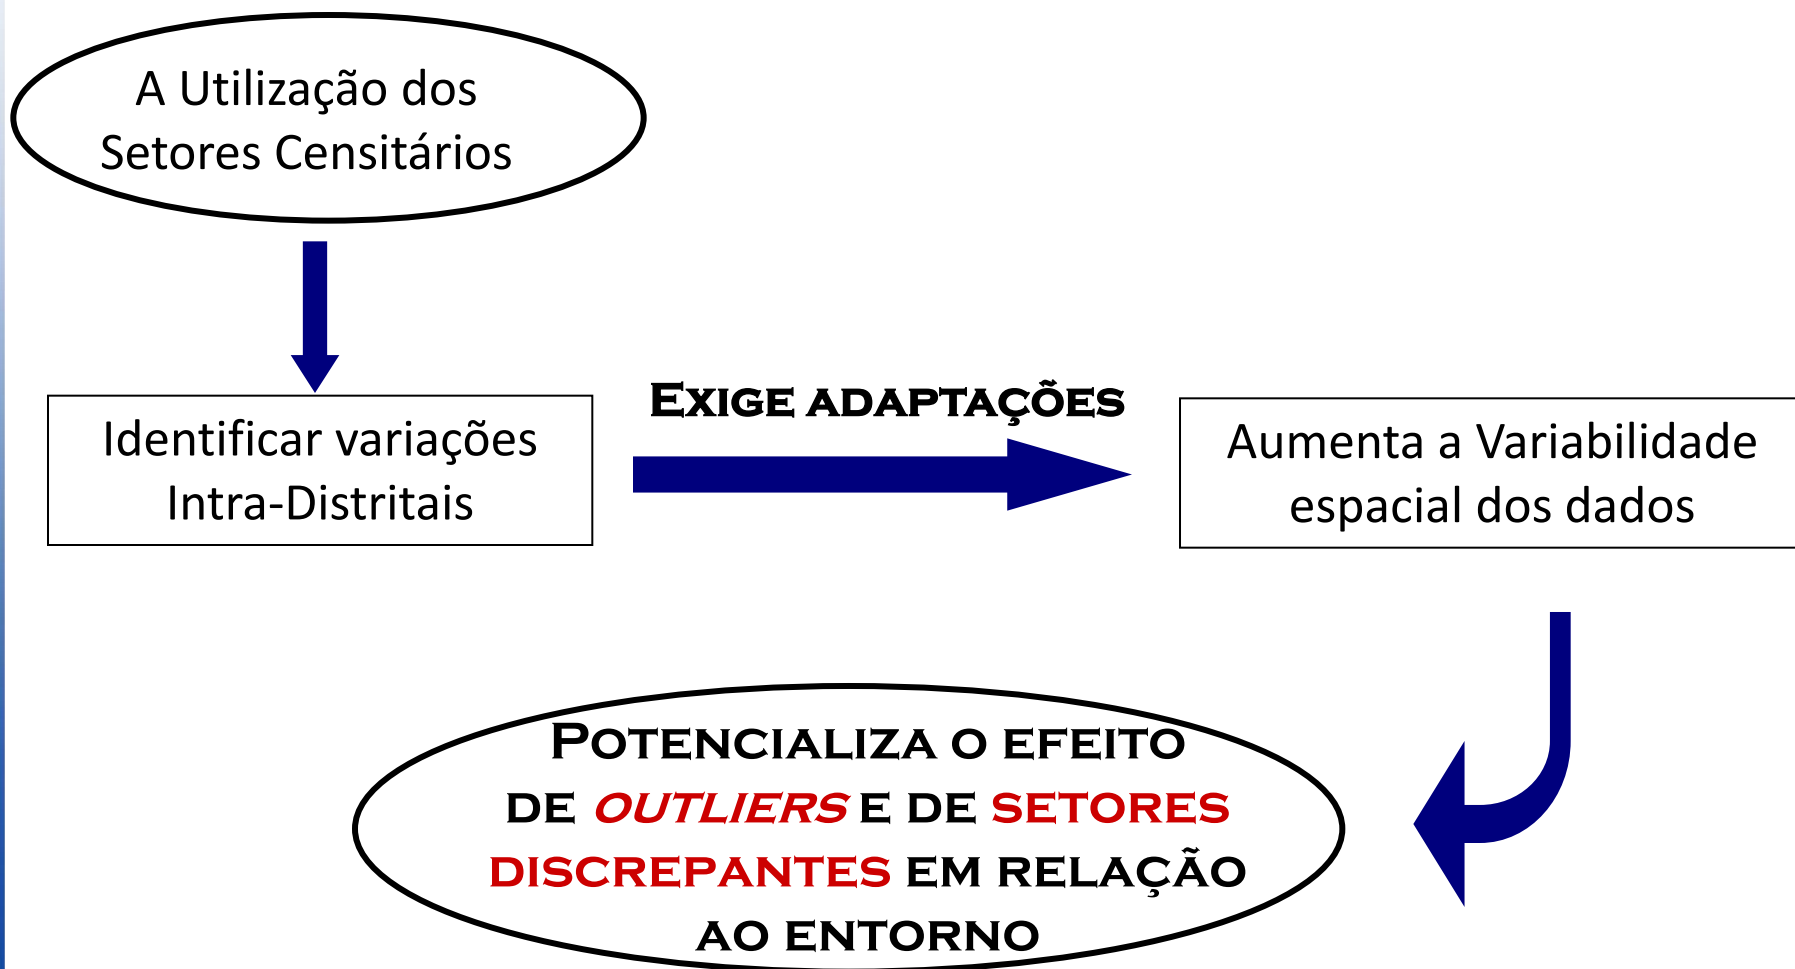 A Utilização dos
Setores Censitários
Identificar variações
Intra-Distritais
EXIGE ADAPTAÇÕES
Aumenta a Variabilidade
espacial dos dados
POTENCIALIZA O EFEITO
DE OUTLIERS E DE SETORES
DISCREPANTES EM RELAÇÃO
AO ENTORNO